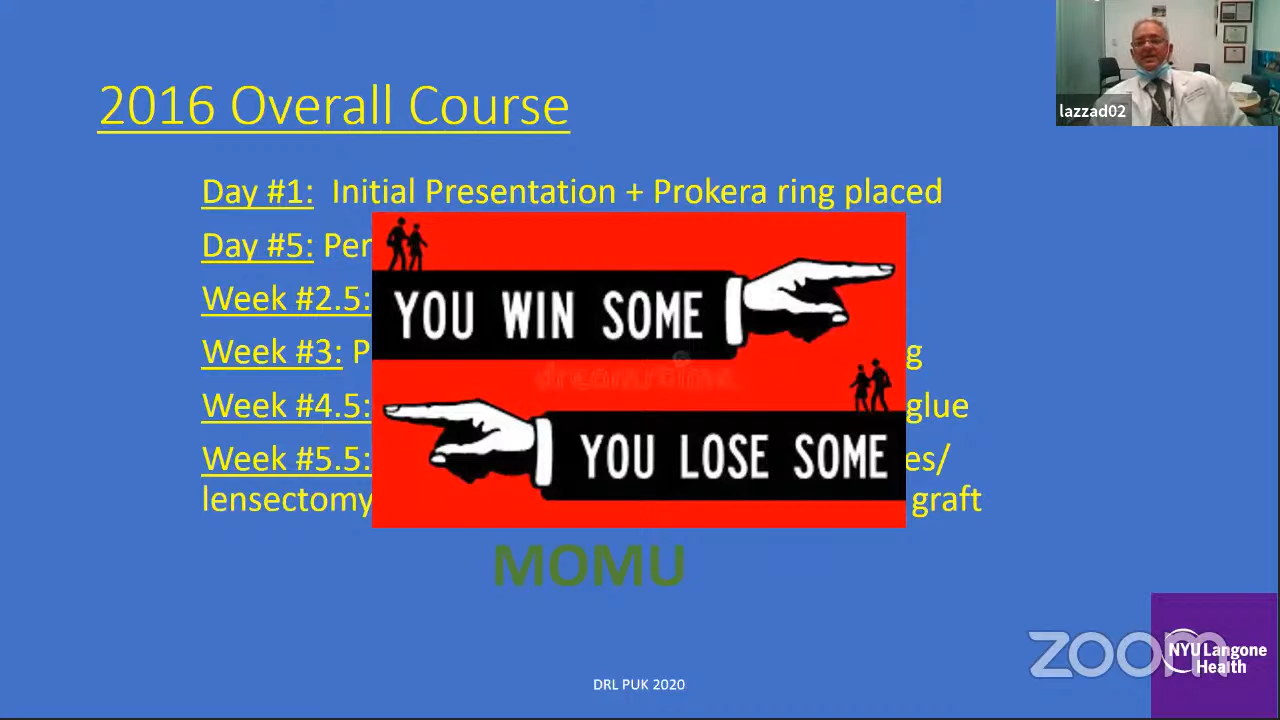 2016 Overall Course
lazzad02
Day #1: Initial Presentation + Prokera ring placed
Day #5: Per
Week #2.5:
Week #3: P g
Week #4.5: glue
Week #5.5: es/
lensectomy graft
YOU WIN SOME
dreamstime
YOU LOSE SOME
MOMU
zoom
NYU Langone
Health
DRL PUK 2020